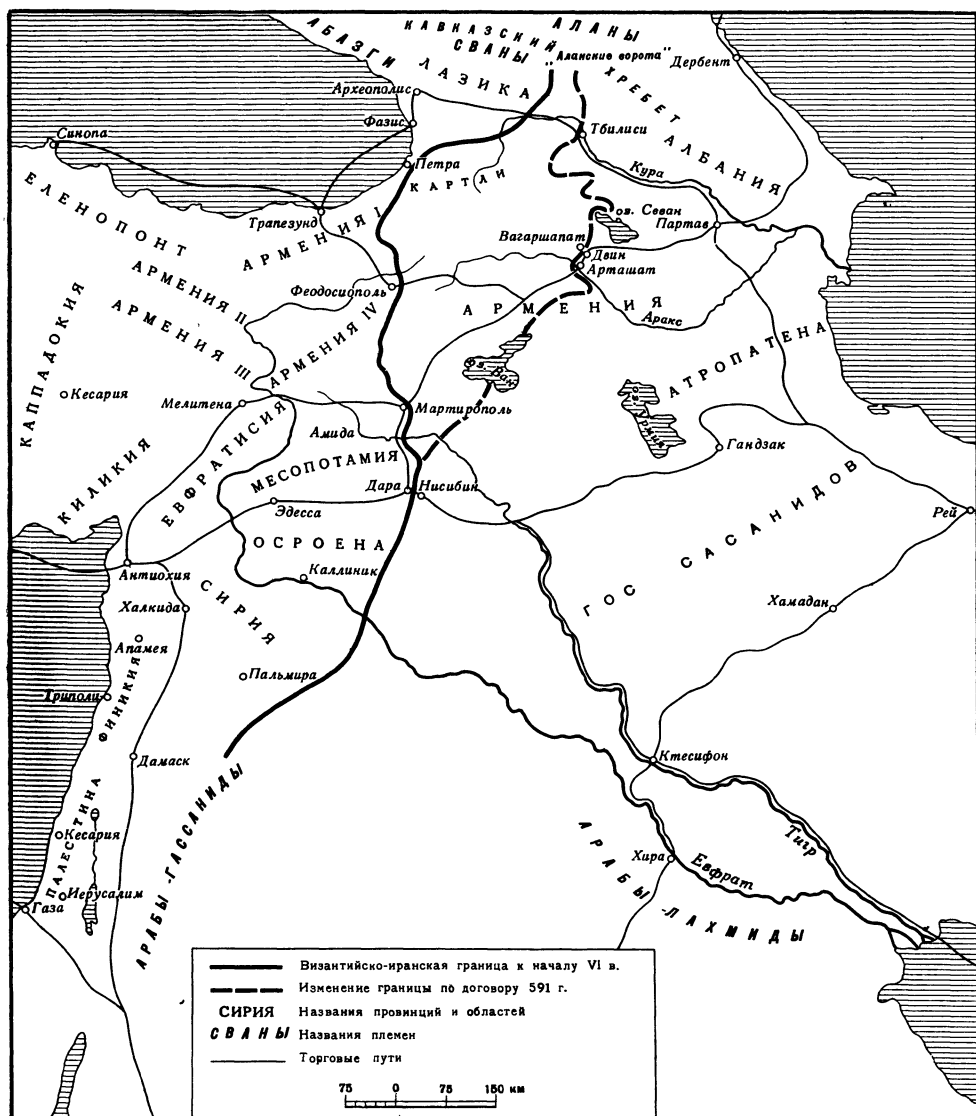 АЛАНЫ
КАВКАЗСКИЙ ХРЕБЕТ
АБАЗГИ
СВАНЫ
"Аланские ворота"
Дербент
ЛАЗИКА
Археополис
Фазис
Тбилиси
АЛБАНИЯ
Синопа
Петра
КАРТЛИ
Кура
ЕЛЕНОПОНТ
Трапезунд
АРМЕНИЯ I
оз. Севан
Партав
Вагаршапат
Двин
Арташат
АРМЕНИЯ II
Феодосиополь
АРМЕНИЯ
Аракс
АРМЕНИЯ III
АРМЕНИЯ IV
КАППАДОКИЯ
оз. Ван
АТРОПАТЕНА
Кесария
Мелитена
Мартирополь
оз. Урмия
Амида
Гандзак
КИЛИКИЯ
ЕВФРАТИСИЯ
МЕСОПОТАМИЯ
Дара
Нисибин
Эдесса
Рей
ОСРОЕНА
ГОС САСАНИДОВ
Антиохия
Каллиник
СИРИЯ
Халкида
Хамадан
Апамея
Пальмира
Триполи
ФИНИКИЯ
Дамаск
Ктесифон
АРАБЫ-ГАССАНИДЫ
ПАЛЕСТИНА
Кесария
Тигр
Хира
Евфрат
АРАБЫ-ЛАХМИДЫ
Иерусалим
Газа
Византийско-иранская граница к началу VI в.
Изменение границы по договору 591 г.
СИРИЯ Названия провинций и областей
СВАНЫ Названия племен
Торговые пути
75 0 75 150 км